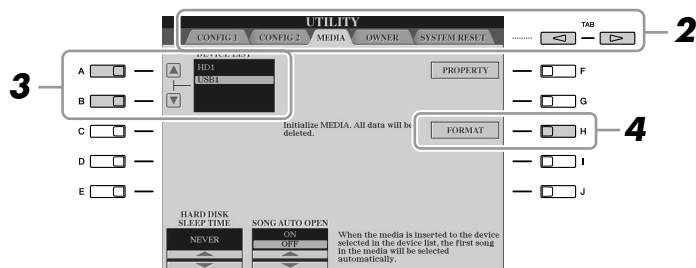 UTILITY
CONFIG 1 CONFIG 2 MEDIA OWNER SYSTEM RESET
TAB
2
DEVICE LIST
HD1
USB1
PROPERTY
3
A
B
C
D
E
F
G
H
I
J
4
Initialize MEDIA. All data will be
deleted.
FORMAT
HARD DISK
SLEEP TIME
NEVER
SONG AUTO OPEN
ON
OFF
When the media is inserted to the device
selected in the device list, the first song
in the media will be selected
automatically.